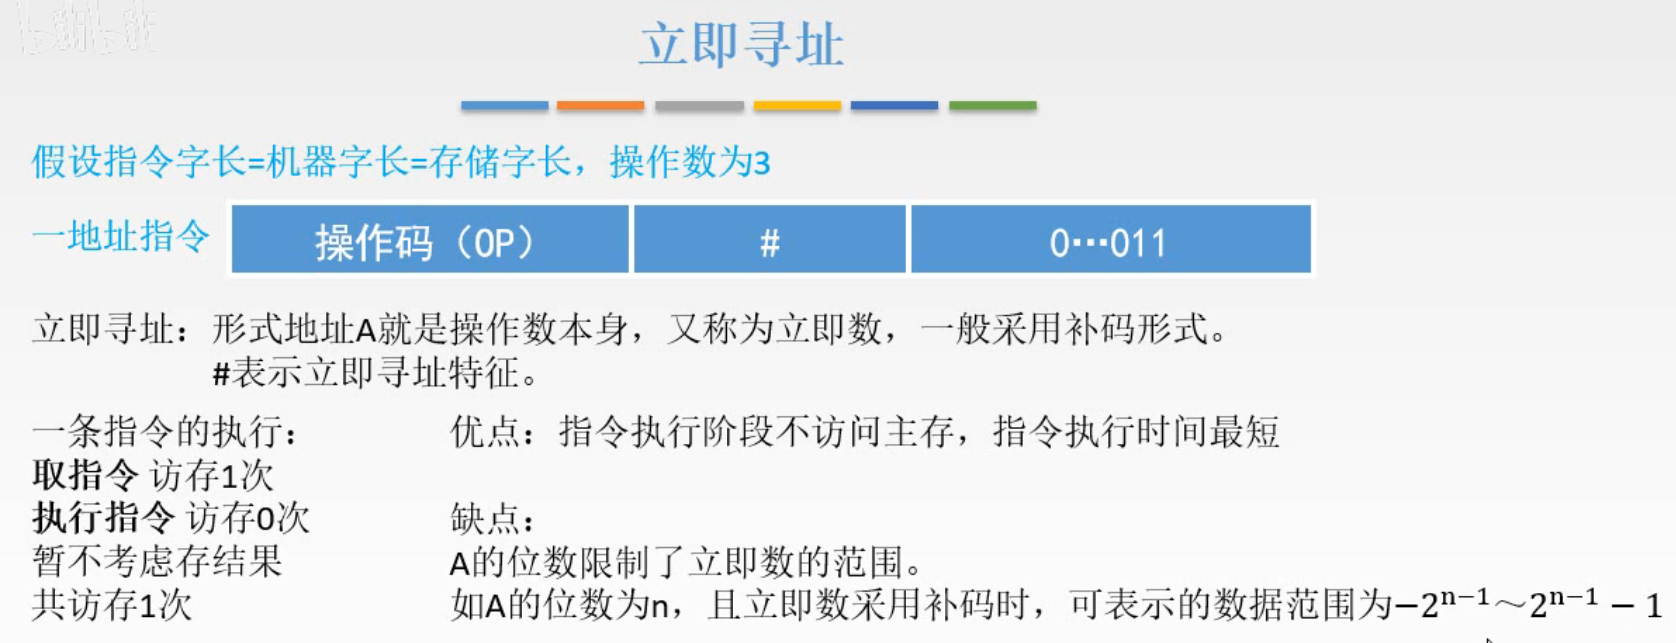 bilibili
立即寻址
假设指令字长=机器字长=存储字长，操作数为3
一地址指令 操作码（OP） # 0…011
立即寻址：形式地址A就是操作数本身，又称为立即数，一般采用补码形式。
#表示立即寻址特征。
一条指令的执行：
取指令 访存1次
执行指令 访存0次
暂不考虑存结果
共访存1次
优点：指令执行阶段不访问主存，指令执行时间最短
缺点：
A的位数限制了立即数的范围。
如A的位数为n，且立即数采用补码时，可表示的数据范围为−2ⁿ⁻¹～2ⁿ⁻¹ − 1